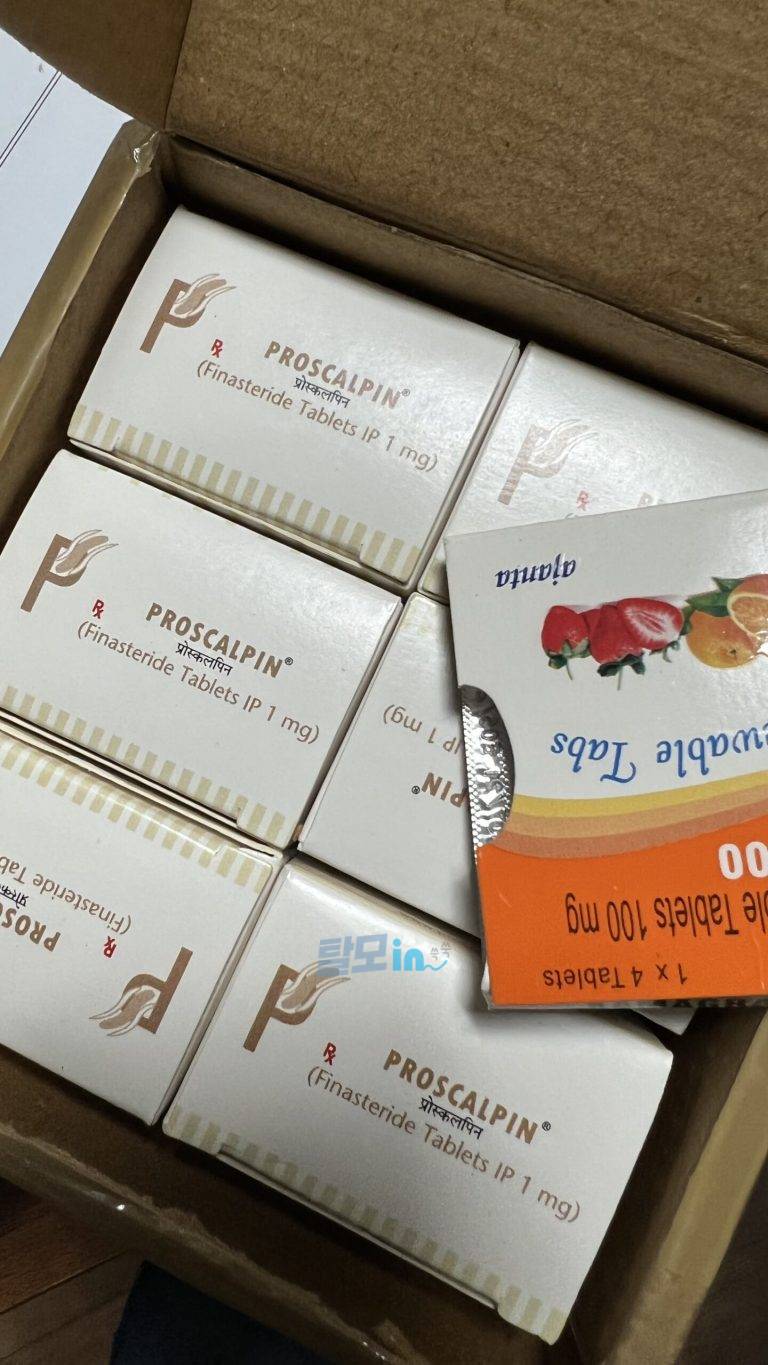 ℞ PROSCALPIN®
प्रोस्कलपिन
(Finasteride Tablets IP 1 mg)
℞
ajanta
ewable Tabs
00
ble Tablets 100 mg
1 x 4 Tablets
℞ PROSCALPIN®
प्रोस्कलपिन
(Finasteride Tablets IP 1 mg)
PIN®
IP 1 mg)
℞ PROSC
(Finasteride Tab
탈모in
℞ PROSCALPIN®
प्रोस्कलपिन
(Finasteride Tablets IP 1 mg)